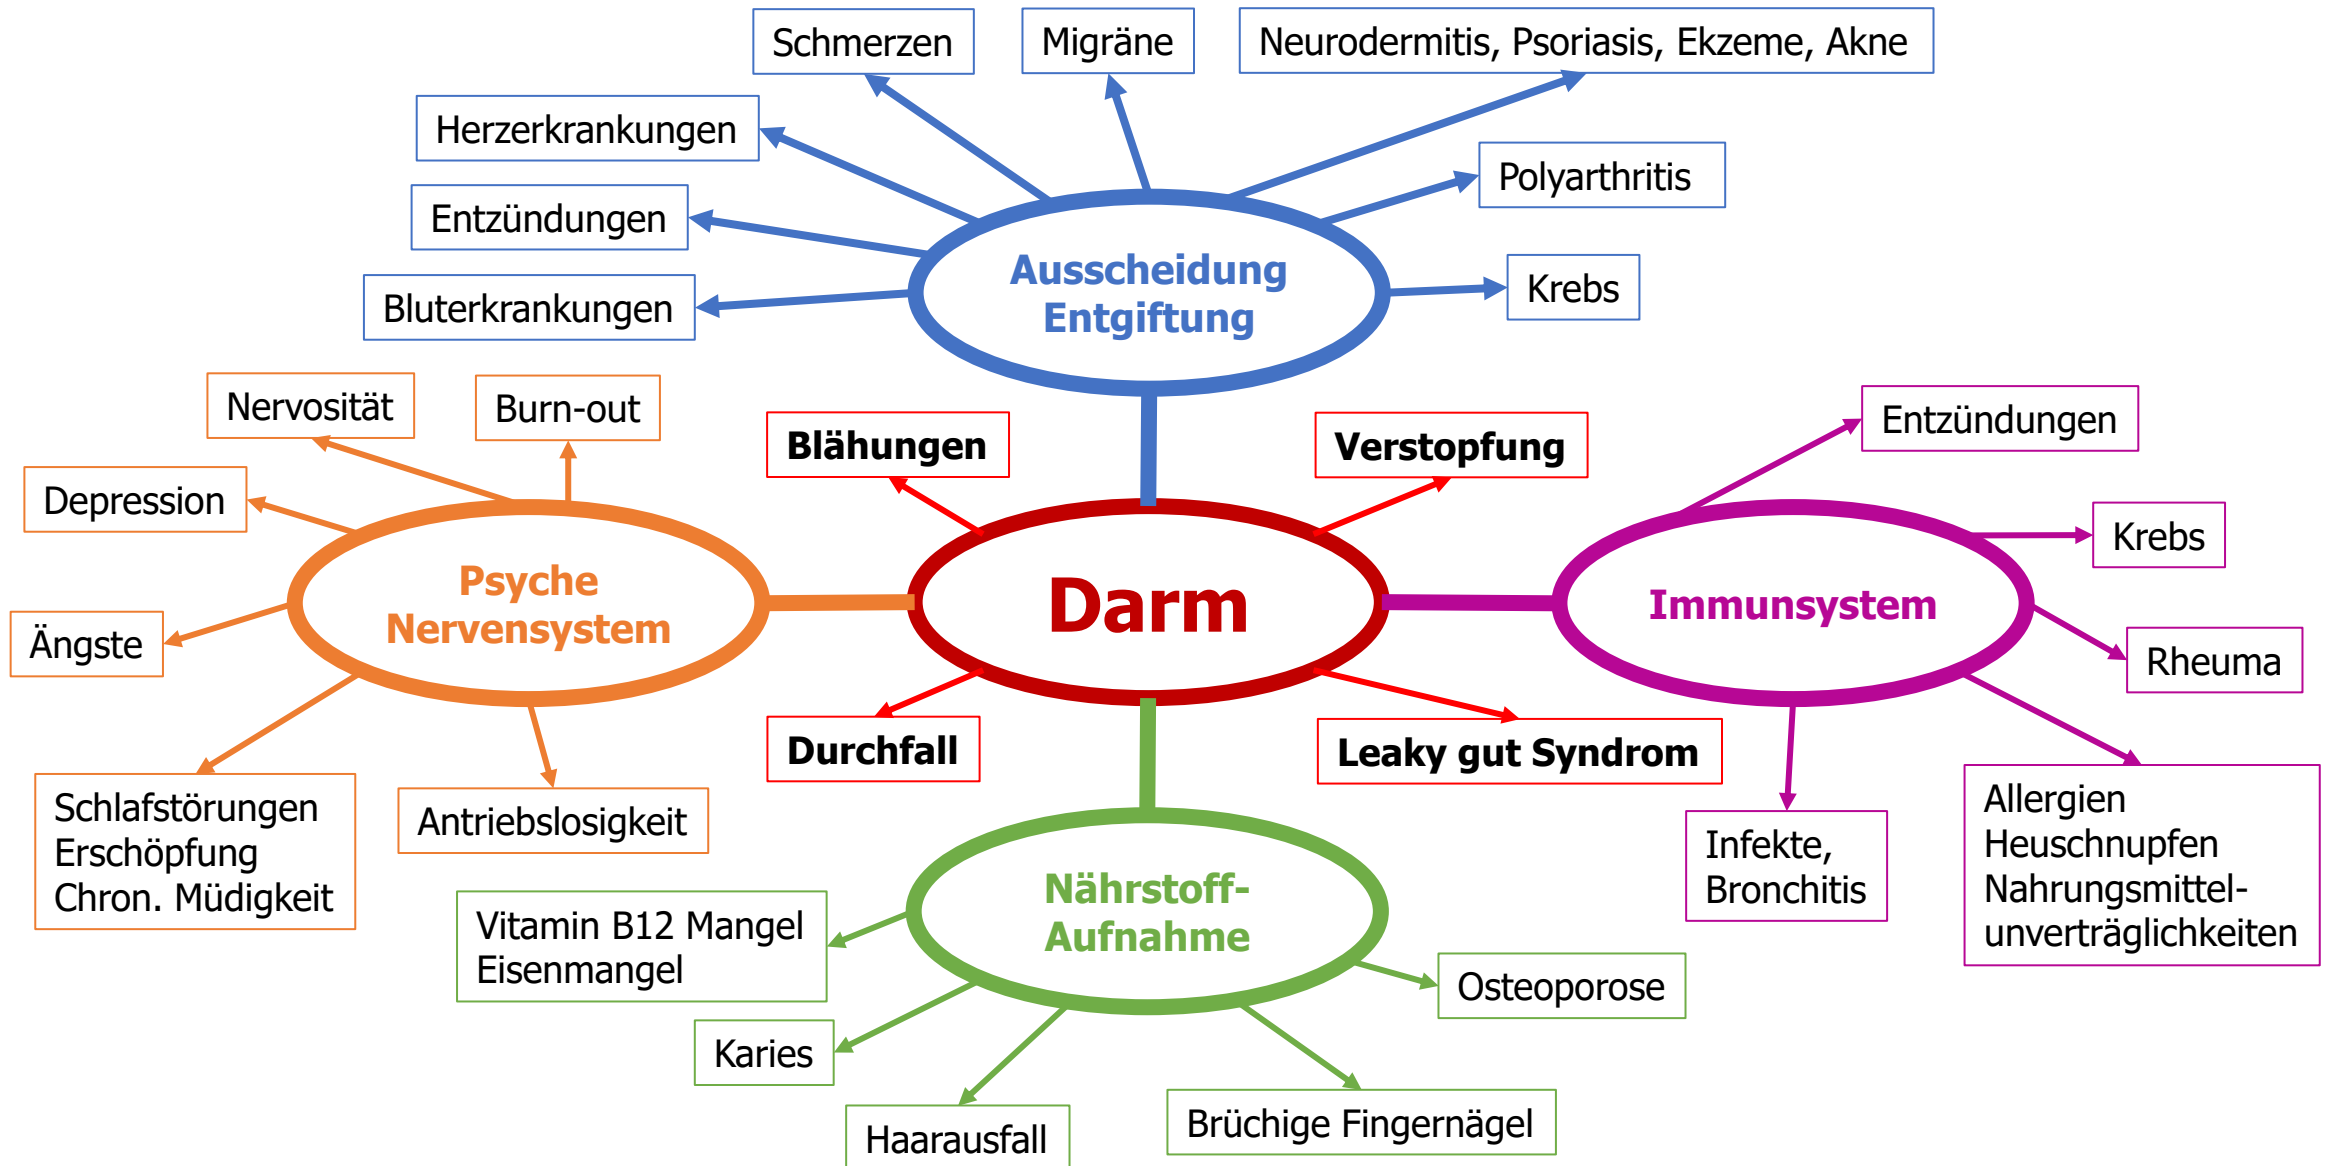 Schmerzen
Migräne
Neurodermitis, Psoriasis, Ekzeme, Akne
Herzerkrankungen
Polyarthritis
Entzündungen
Ausscheidung
Entgiftung
Krebs
Bluterkrankungen
Nervosität
Burn-out
Blähungen
Verstopfung
Entzündungen
Depression
Krebs
Psyche
Nervensystem
Darm
Immunsystem
Ängste
Rheuma
Durchfall
Leaky gut Syndrom
Schlafstörungen
Erschöpfung
Chron. Müdigkeit
Antriebslosigkeit
Infekte,
Bronchitis
Allergien
Heuschnupfen
Nahrungsmittel-
unverträglichkeiten
Nährstoff-
Aufnahme
Vitamin B12 Mangel
Eisenmangel
Osteoporose
Karies
Haarausfall
Brüchige Fingernägel